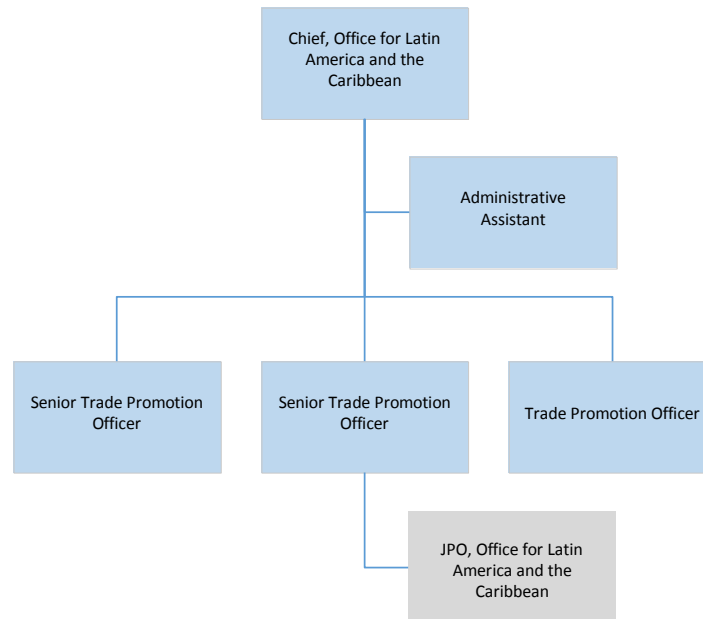 Chief, Office for Latin
America and the
Caribbean
Administrative
Assistant
Senior Trade Promotion
Officer
Senior Trade Promotion
Officer
Trade Promotion Officer
JPO, Office for Latin
America and the
Caribbean